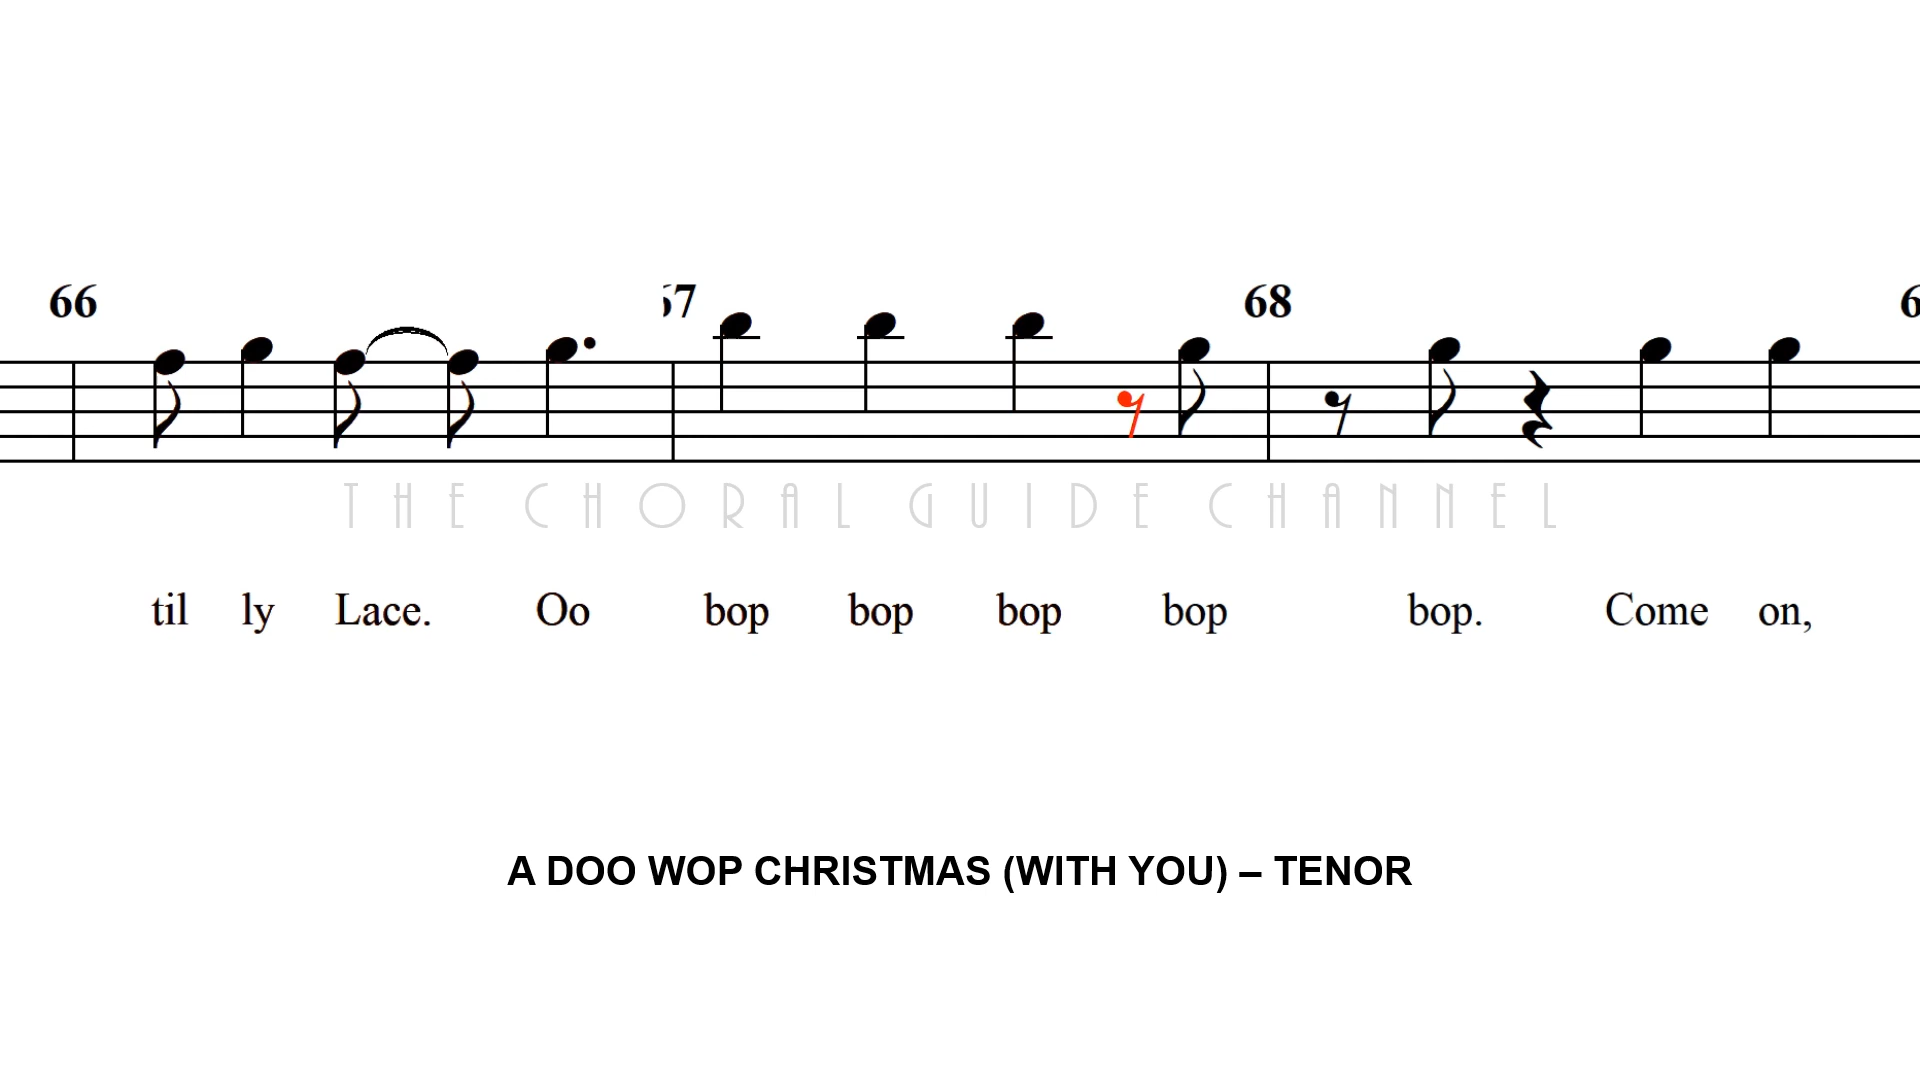 66 68
THE CHORAL GUIDE CHANNEL
til ly Lace. Oo bop bop bop bop bop. Come on,
A DOO WOP CHRISTMAS (WITH YOU) – TENOR